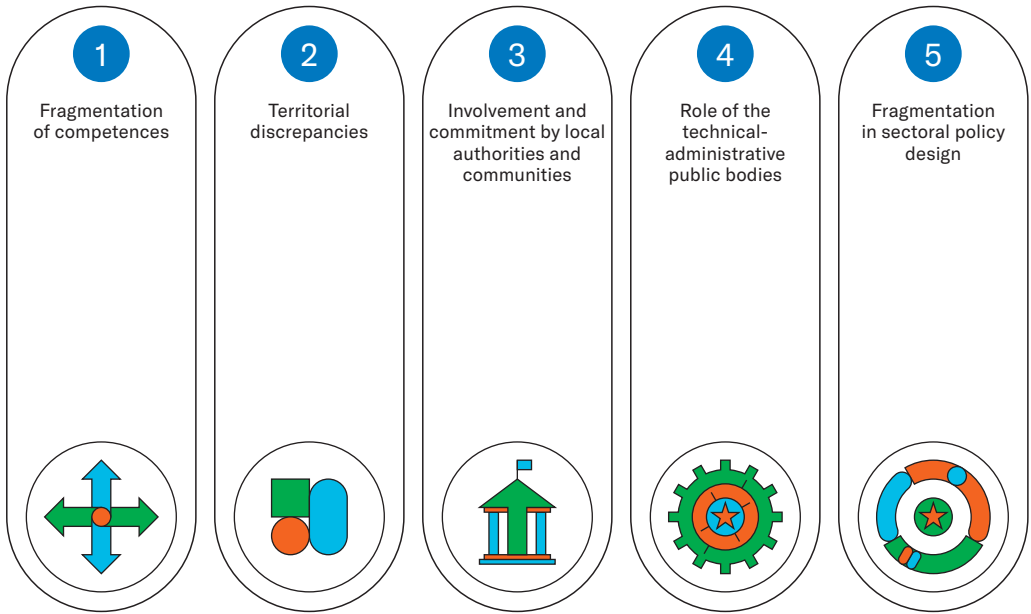 1
Fragmentation
of competences
2
Territorial
discrepancies
3
Involvement and
commitment by local
authorities and
communities
4
Role of the
technical-
administrative
public bodies
5
Fragmentation
in sectoral policy
design